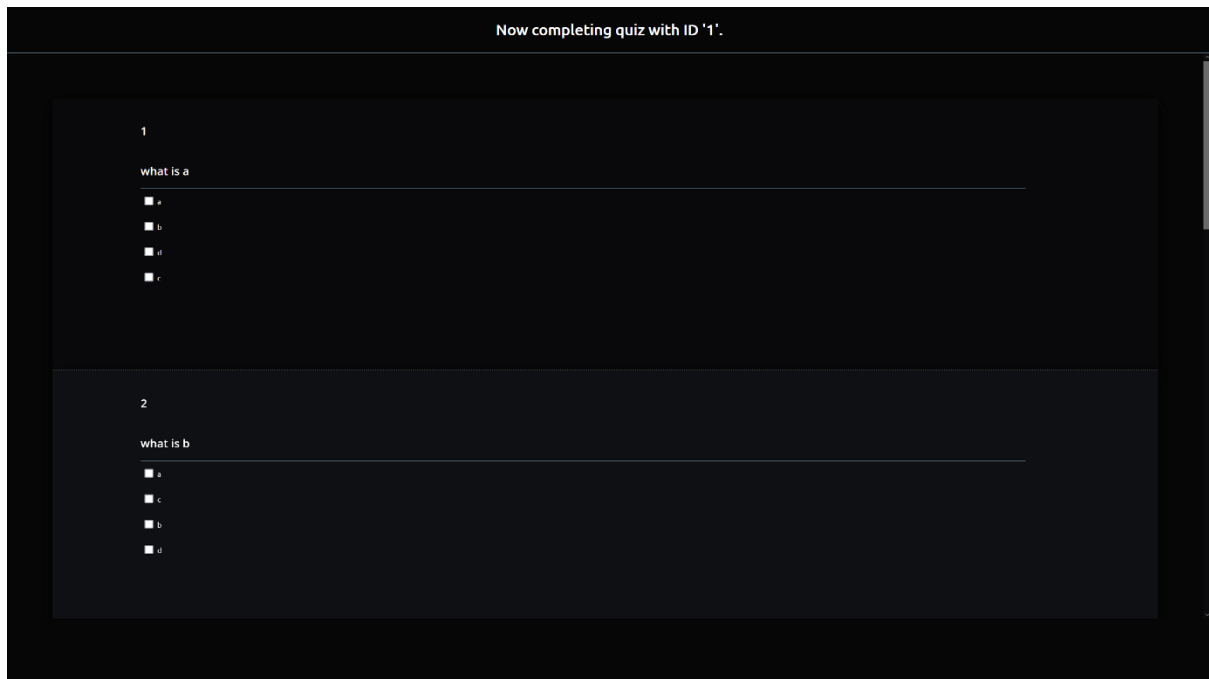 Now completing quiz with ID '1'.
1
what is a
a
b
d
c
2
what is b
a
c
b
d